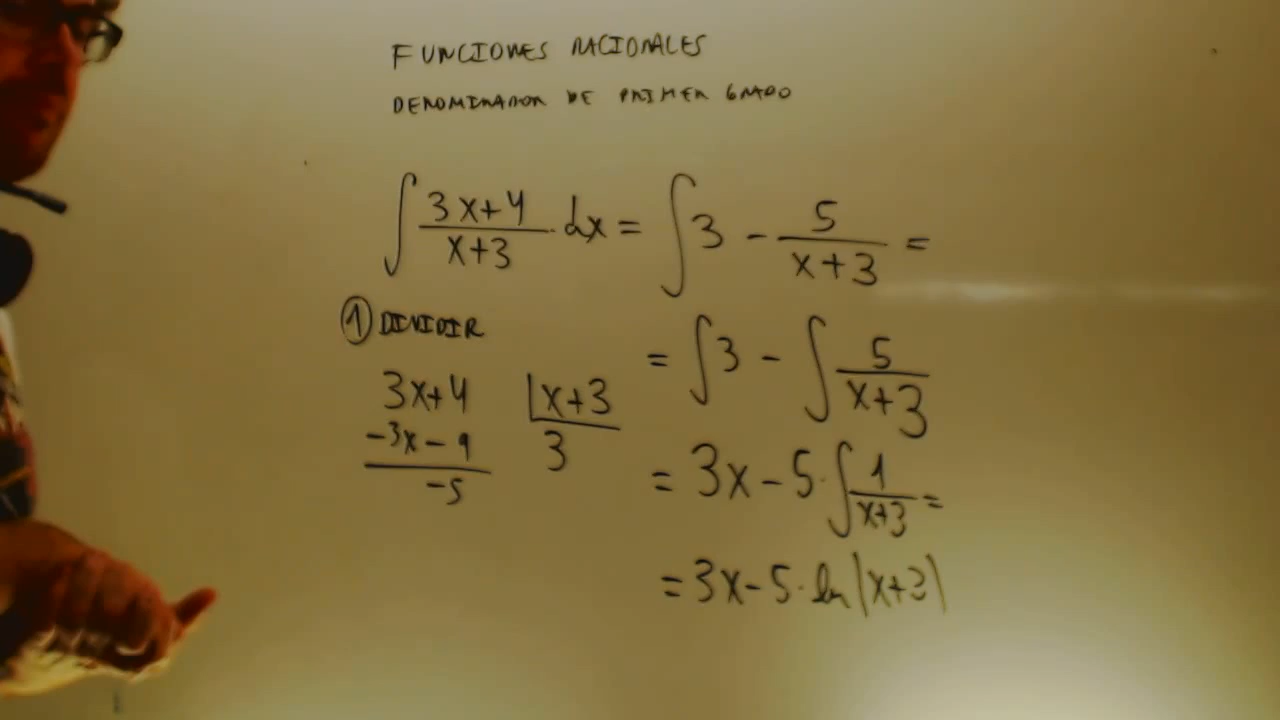 FUNCIONES RACIONALES
DENOMINADOR DE PRIMER GRADO
∫ (3x+4)/(x+3) · dx = ∫ 3 − 5/(x+3) =
① DIVIDIR
= ∫ 3 − ∫ 5/(x+3)
3x+4 |x+3
−3x−9 3
−5
= 3x − 5 · ∫ 1/(x+3) =
= 3x − 5 · ln|x+3|